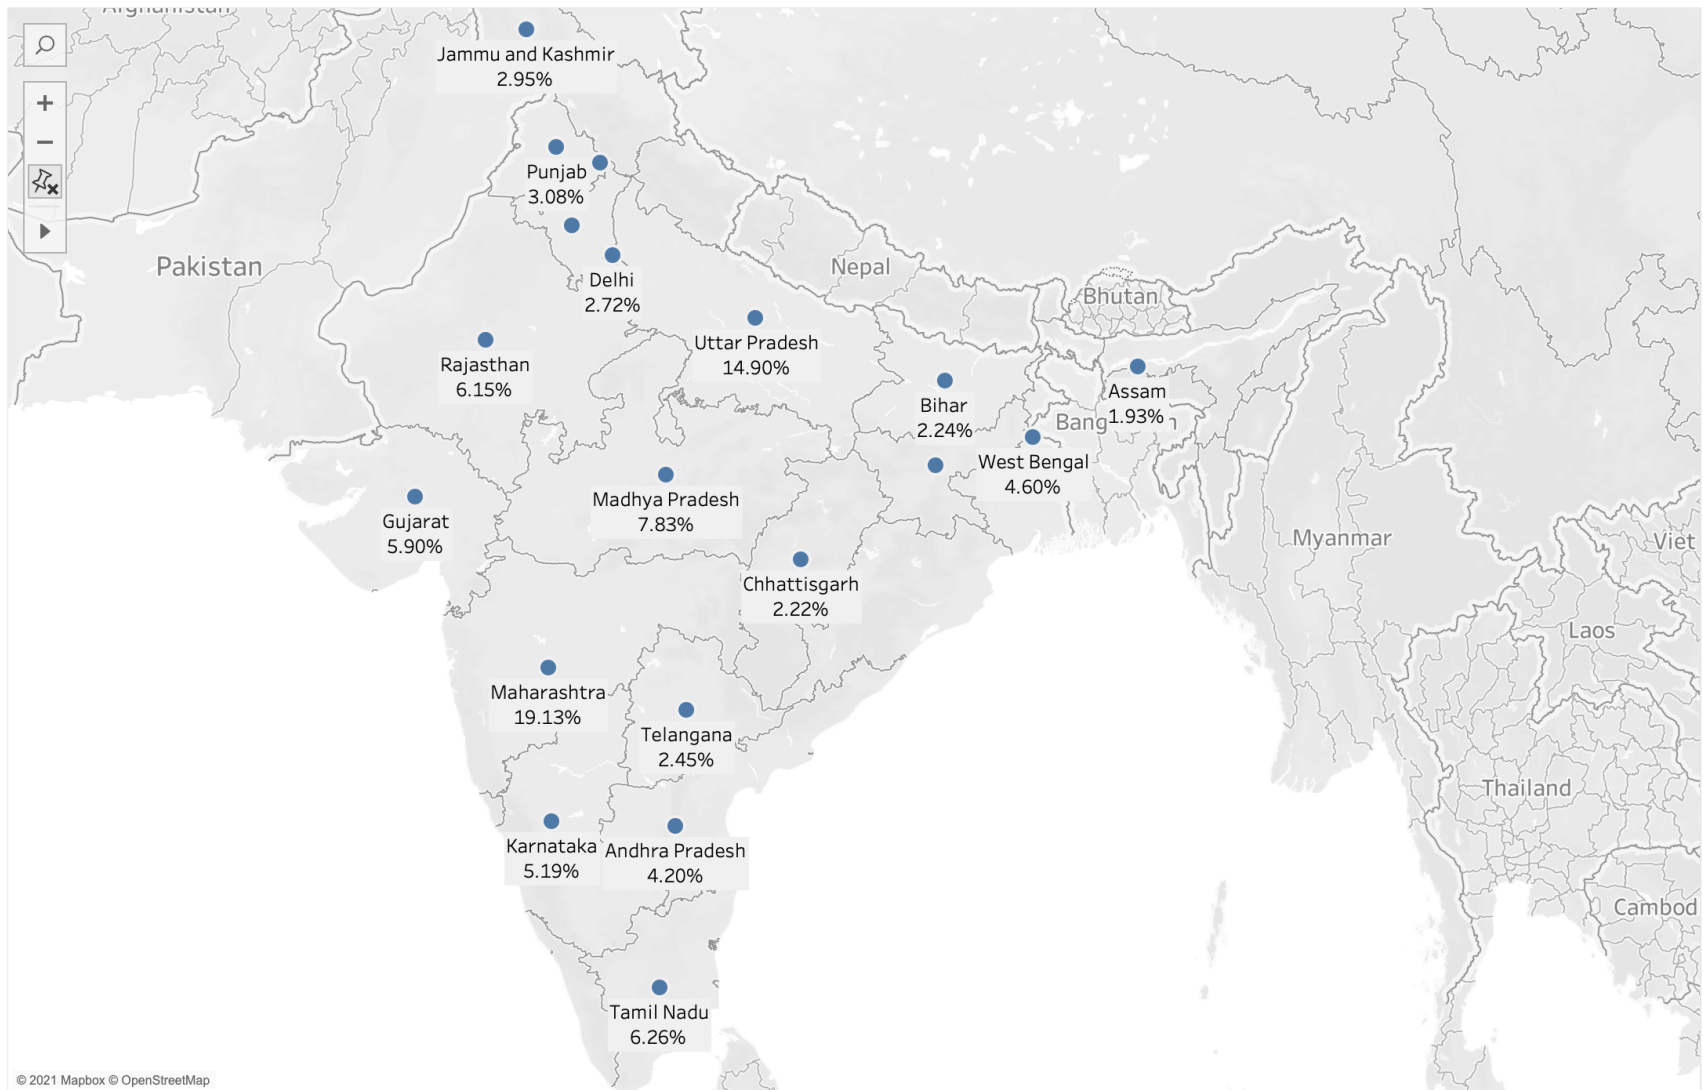 Afghanistan
Jammu and Kashmir
2.95%
Punjab
3.08%
Pakistan
Delhi
2.72%
Nepal
Bhutan
Uttar Pradesh
14.90%
Rajasthan
6.15%
Assam
1.93%
Bihar
2.24%
West Bengal
4.60%
Madhya Pradesh
7.83%
Gujarat
5.90%
Myanmar
Viet
Chhattisgarh
2.22%
Laos
Maharashtra
19.13%
Telangana
2.45%
Thailand
Karnataka
5.19%
Andhra Pradesh
4.20%
Cambod
Tamil Nadu
6.26%
© 2021 Mapbox © OpenStreetMap